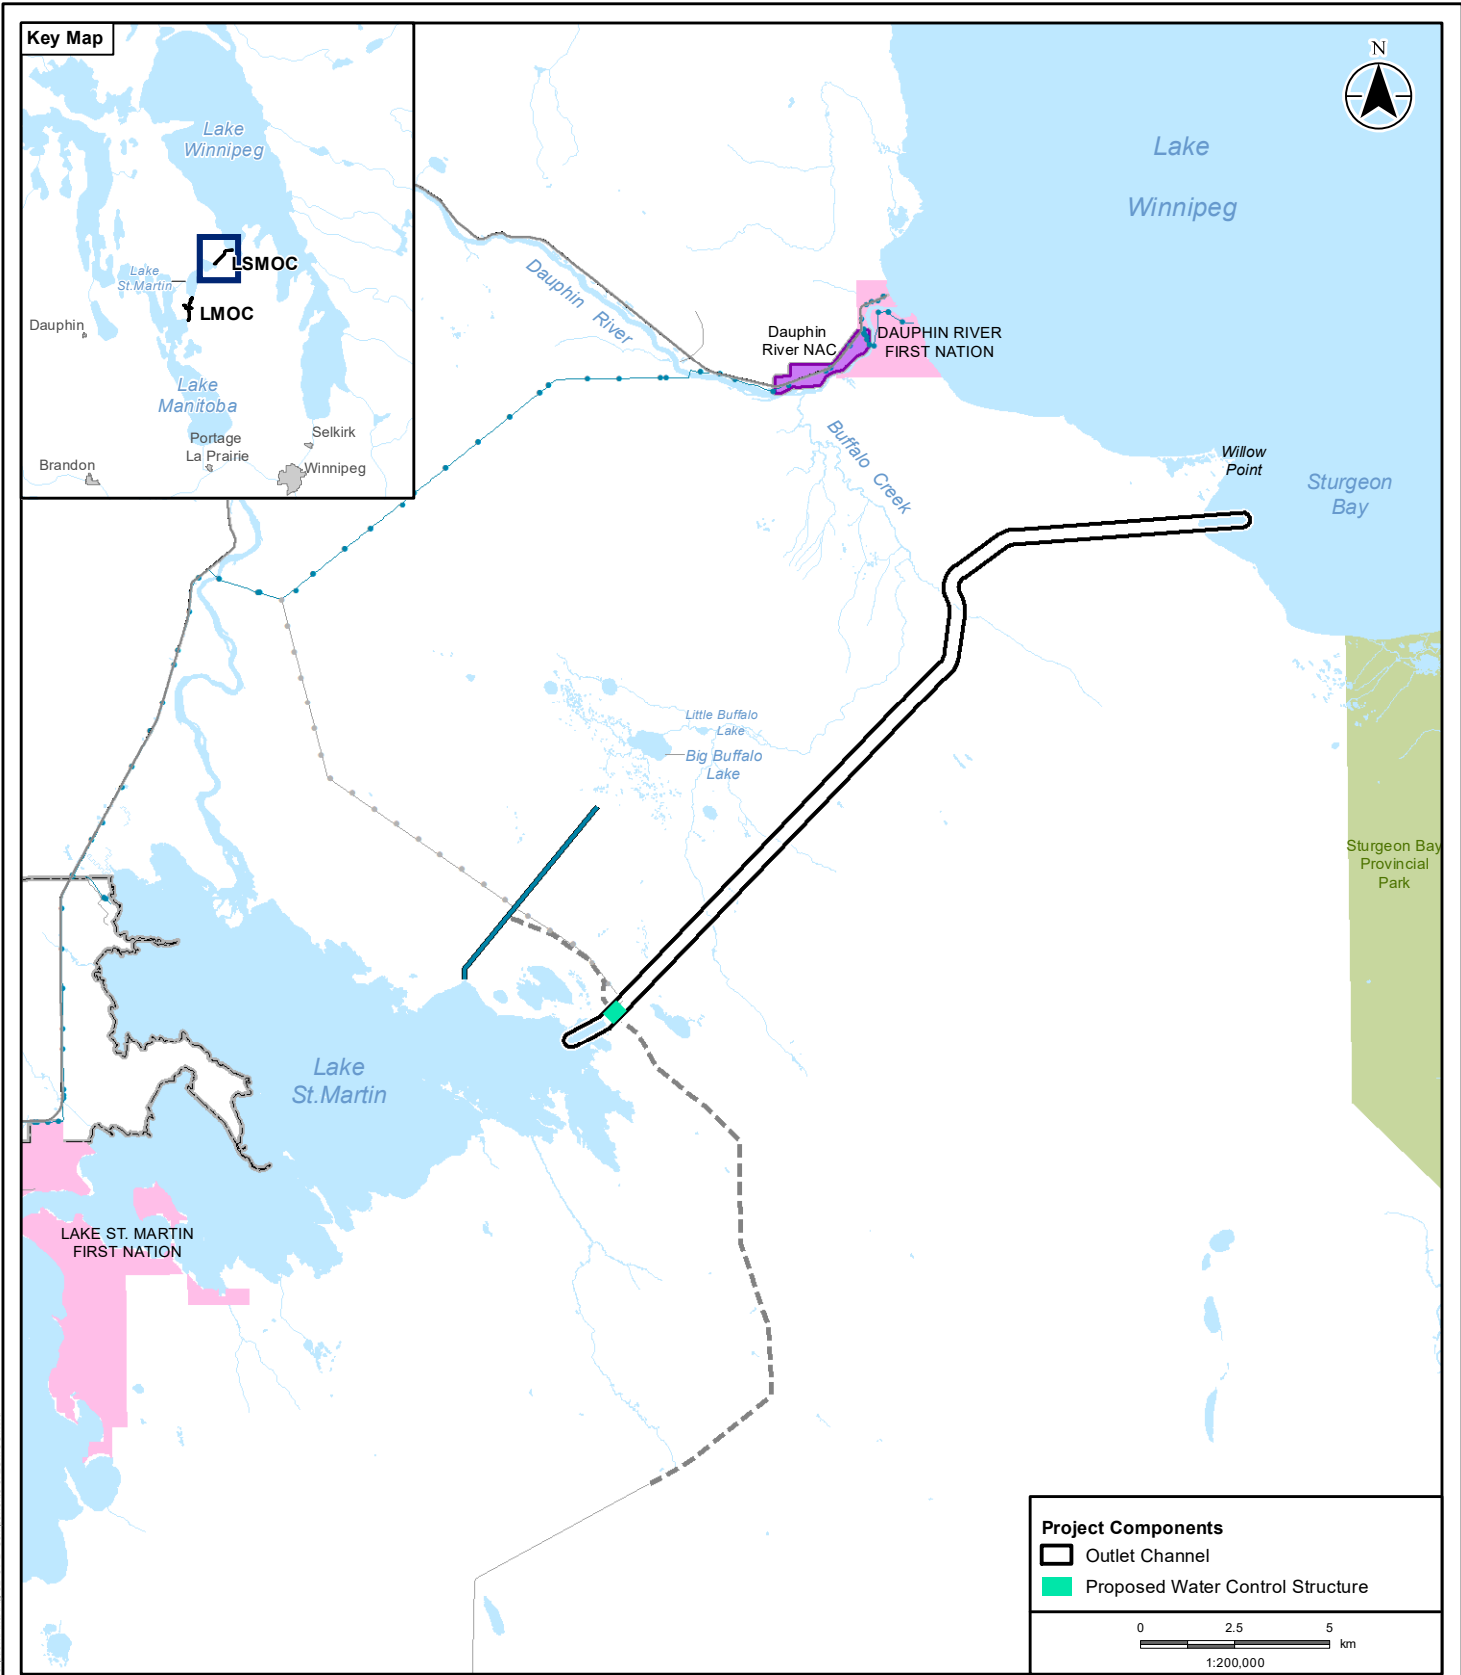 Key Map
Lake
Winnipeg
LSMOC
Lake
St.Martin
LMOC
Dauphin
Lake
Manitoba
Portage
La Prairie
Selkirk
Brandon
Winnipeg
N
Lake
Winnipeg
Dauphin River
Dauphin
River NAC
DAUPHIN RIVER
FIRST NATION
Buffalo Creek
Willow
Point
Sturgeon
Bay
Little Buffalo
Lake
Big Buffalo
Lake
Sturgeon Bay
Provincial
Park
Lake
St.Martin
LAKE ST. MARTIN
FIRST NATION
Project Components
Outlet Channel
Proposed Water Control Structure
0 2.5 5
km
1:200,000